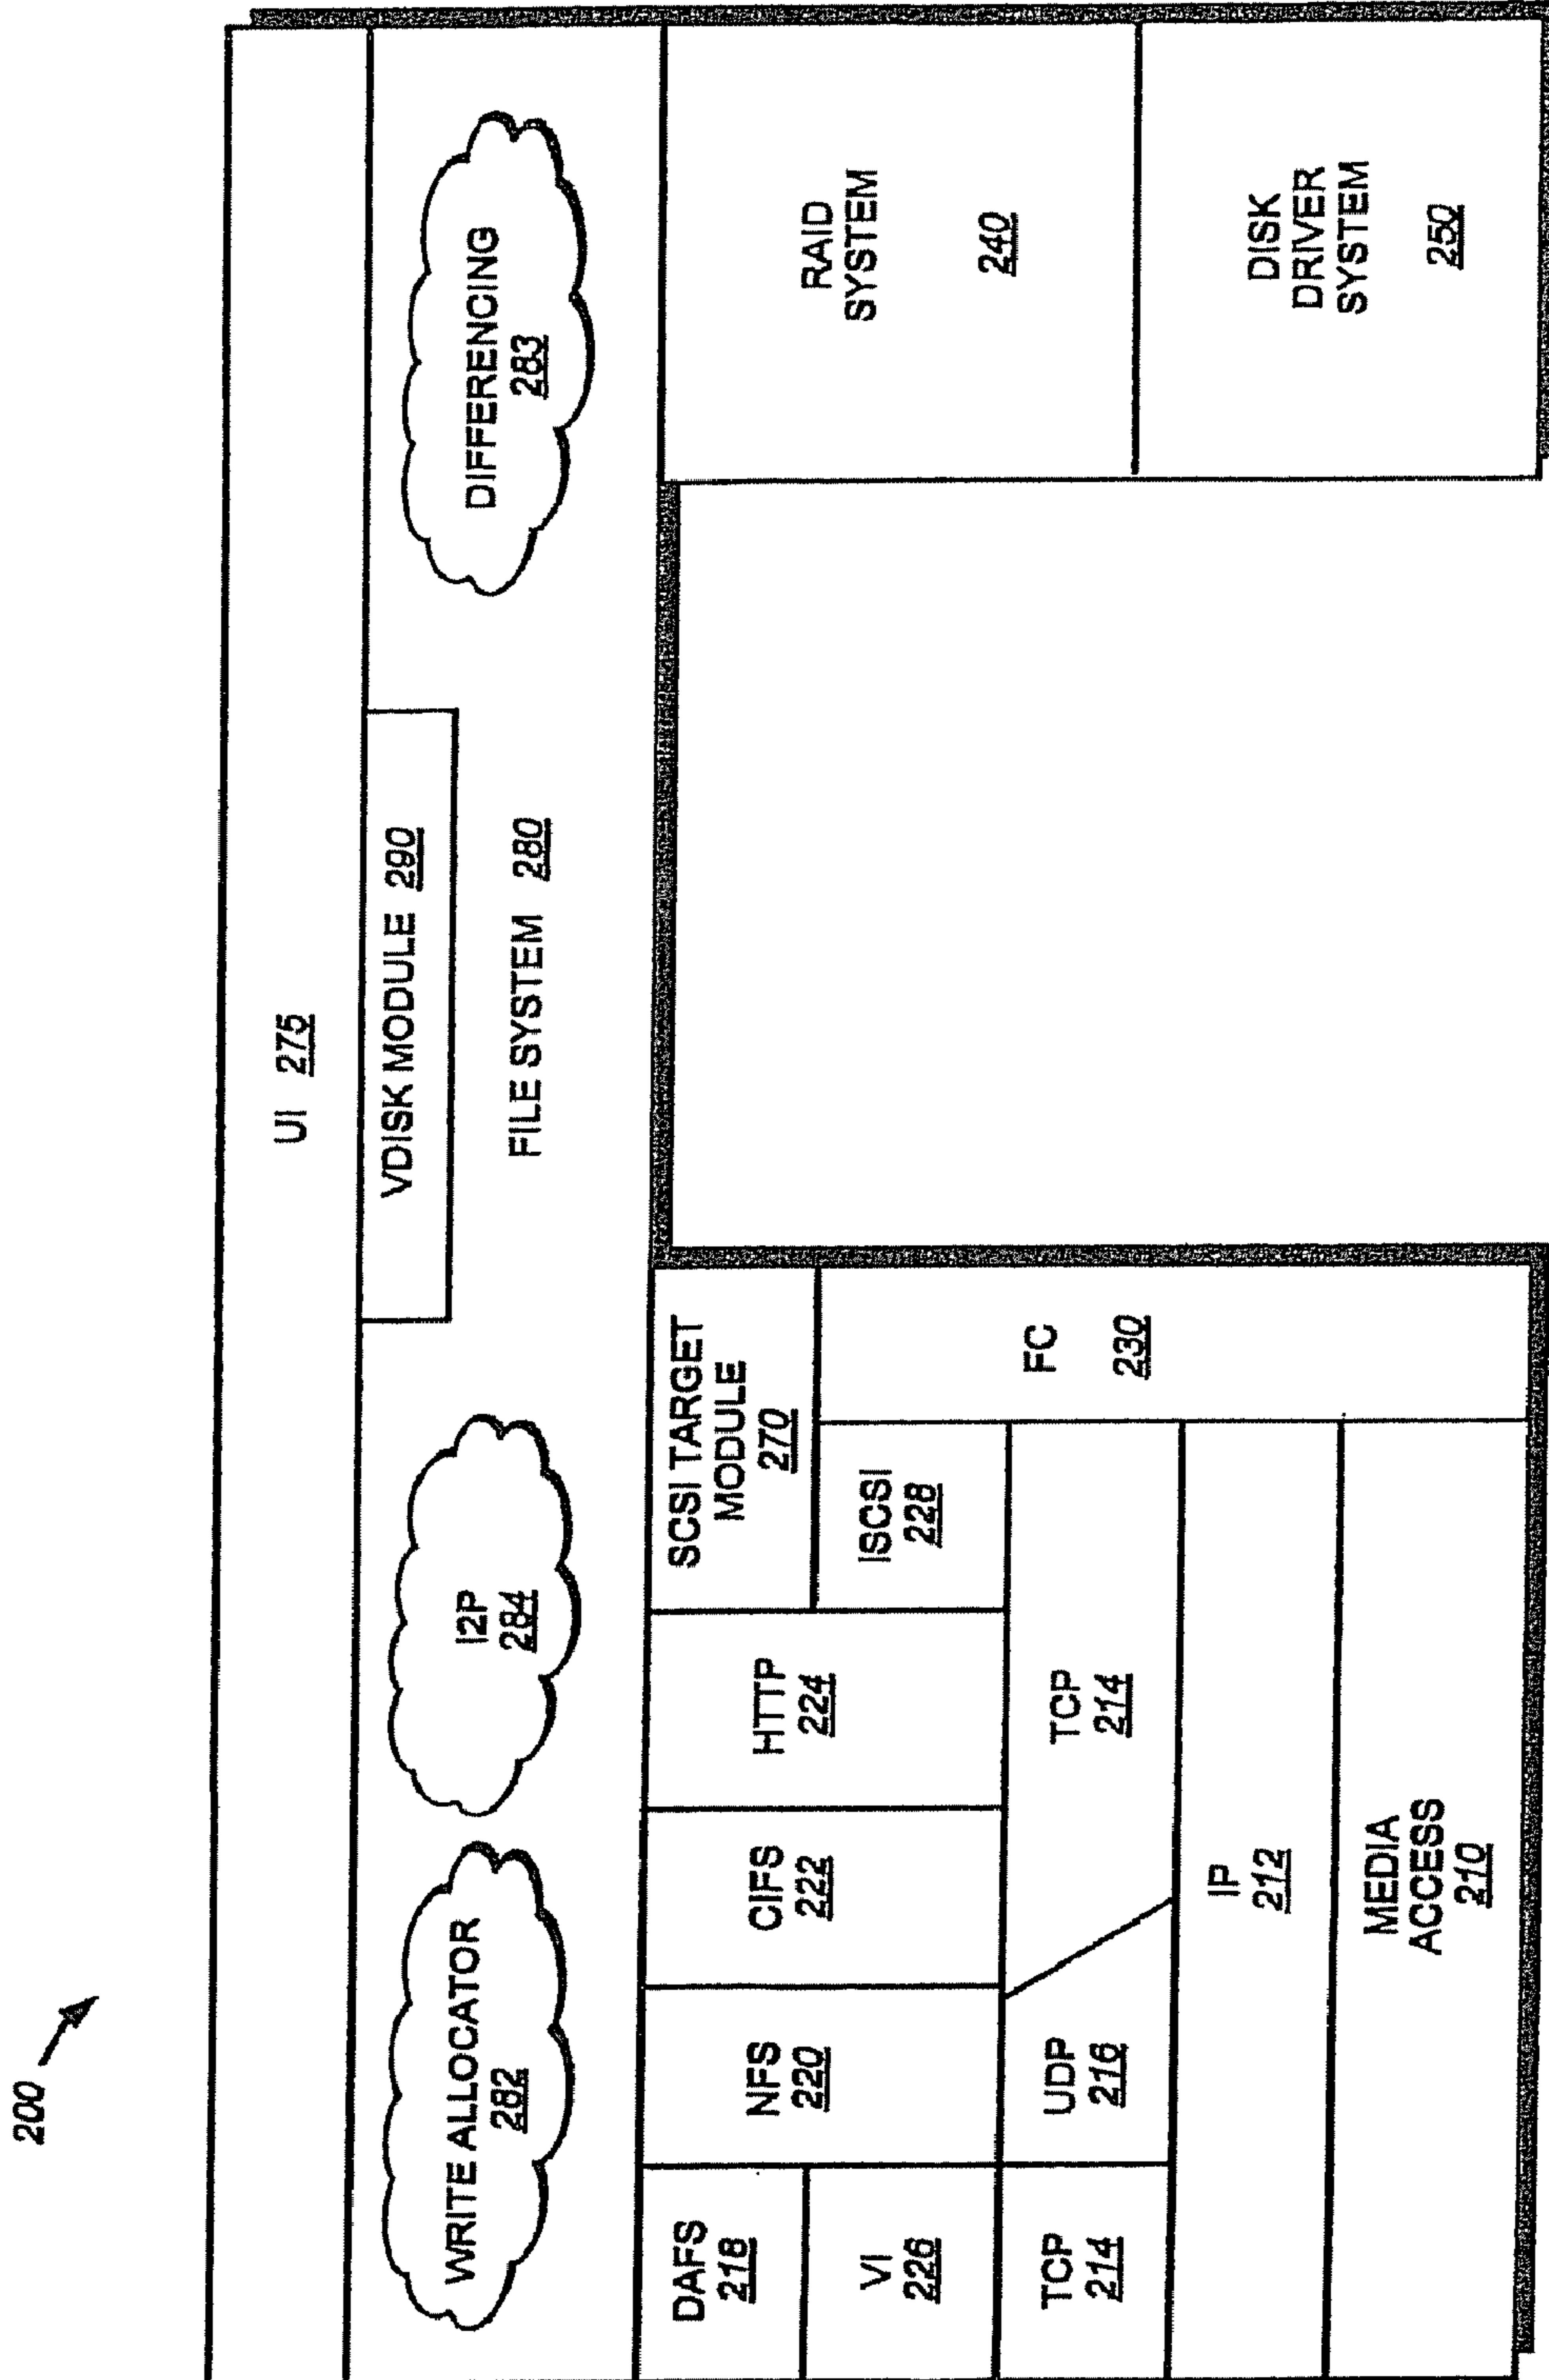 200
UI 275
VDISK MODULE 290
FILE SYSTEM 280
WRITE ALLOCATOR
282
I2P
284
DIFFERENCING
283
DAFS
218
VI
226
TCP
214
NFS
220
UDP
216
CIFS
222
HTTP
224
TCP
214
SCSI TARGET
MODULE
270
ISCSI
228
FC
230
IP
212
MEDIA
ACCESS
210
RAID
SYSTEM
240
DISK
DRIVER
SYSTEM
250